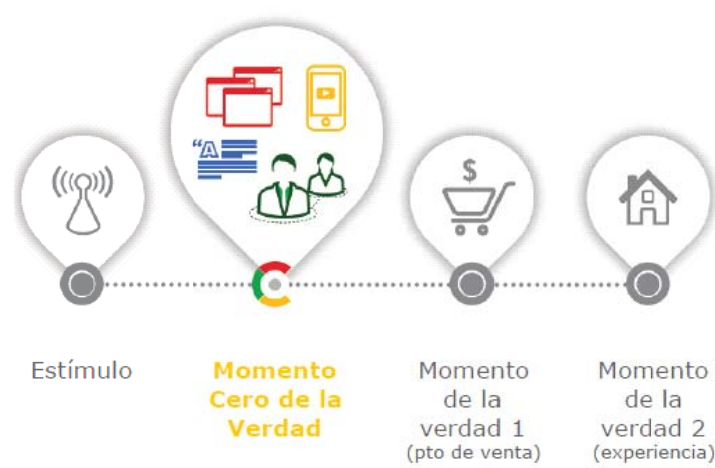 “A
$
Estímulo
Momento
Cero de la
Verdad
Momento
de la
verdad 1
(pto de venta)
Momento
de la
verdad 2
(experiencia)